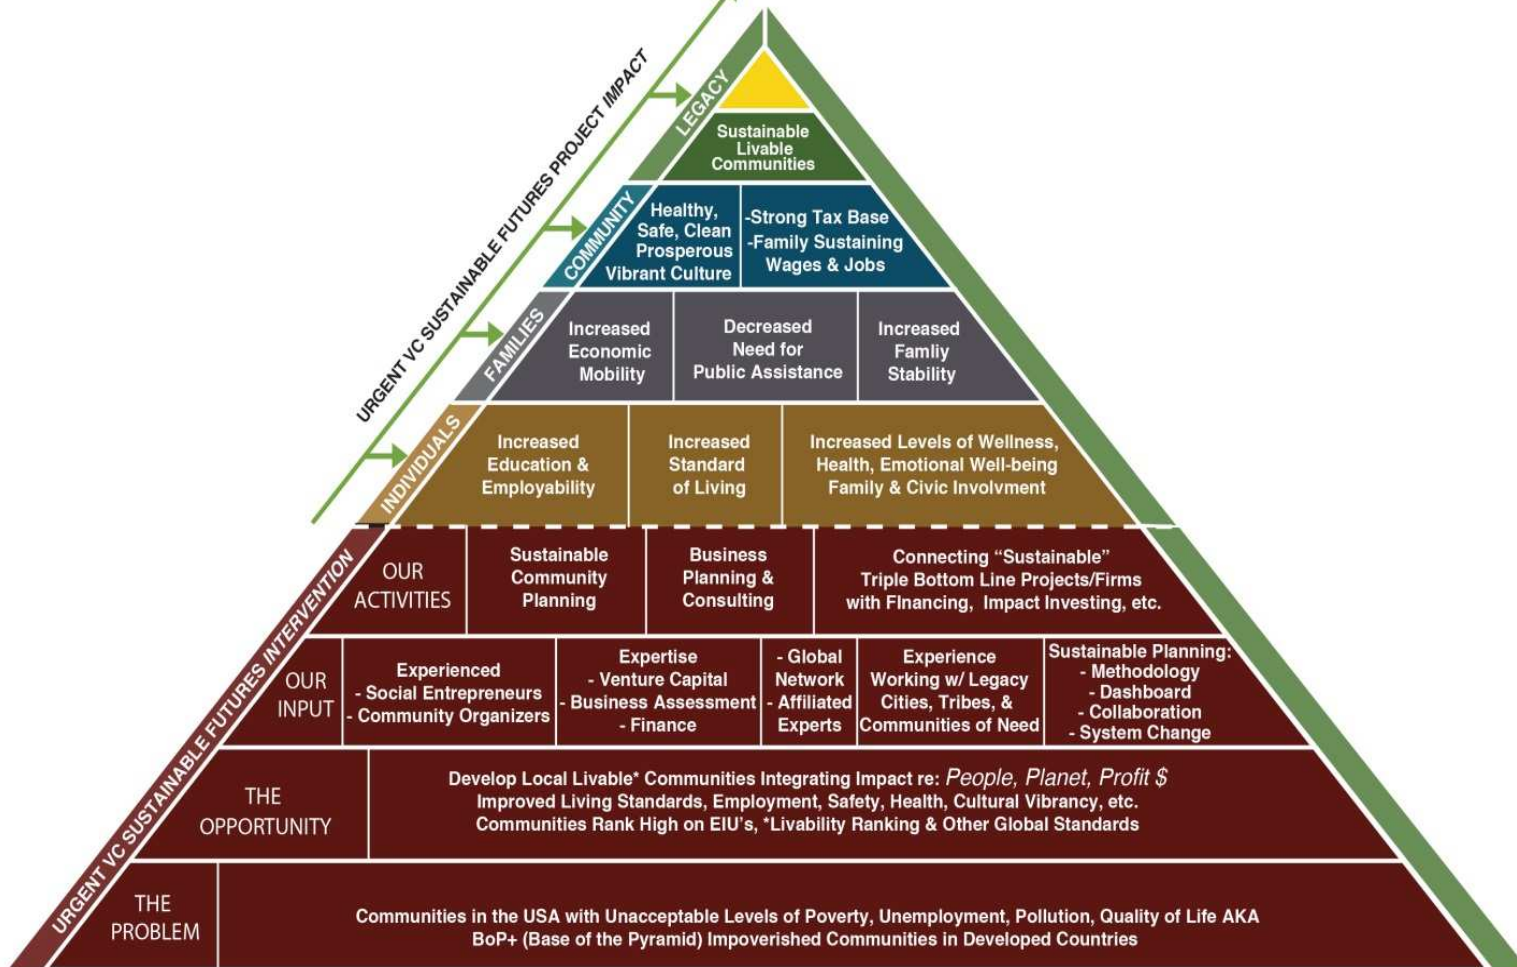 URGENT VC SUSTAINABLE FUTURES PROJECT IMPACT
LEGACY
Sustainable
Livable
Communities
COMMUNITY
Healthy,
Safe, Clean
Prosperous
Vibrant Culture
-Strong Tax Base
-Family Sustaining
Wages & Jobs
FAMILIES
Increased
Economic
Mobility
Decreased
Need for
Public Assistance
Increased
Famliy
Stability
INDIVIDUALS
Increased
Education &
Employability
Increased
Standard
of Living
Increased Levels of Wellness,
Health, Emotional Well-being
Family & Civic Involvment
URGENT VC SUSTAINABLE FUTURES INTERVENTION
OUR
ACTIVITIES
Sustainable
Community
Planning
Business
Planning &
Consulting
Connecting “Sustainable”
Triple Bottom Line Projects/Firms
with FInancing, Impact Investing, etc.
OUR
INPUT
Experienced
- Social Entrepreneurs
- Community Organizers
Expertise
- Venture Capital
- Business Assessment
- Finance
- Global
Network
- Affiliated
Experts
Experience
Working w/ Legacy
Cities, Tribes, &
Communities of Need
Sustainable Planning:
- Methodology
- Dashboard
- Collaboration
- System Change
THE
OPPORTUNITY
Develop Local Livable* Communities Integrating Impact re: People, Planet, Profit $
Improved Living Standards, Employment, Safety, Health, Cultural Vibrancy, etc.
Communities Rank High on EIU’s, *Livability Ranking & Other Global Standards
THE
PROBLEM
Communities in the USA with Unacceptable Levels of Poverty, Unemployment, Pollution, Quality of Life AKA
BoP+ (Base of the Pyramid) Impoverished Communities in Developed Countries